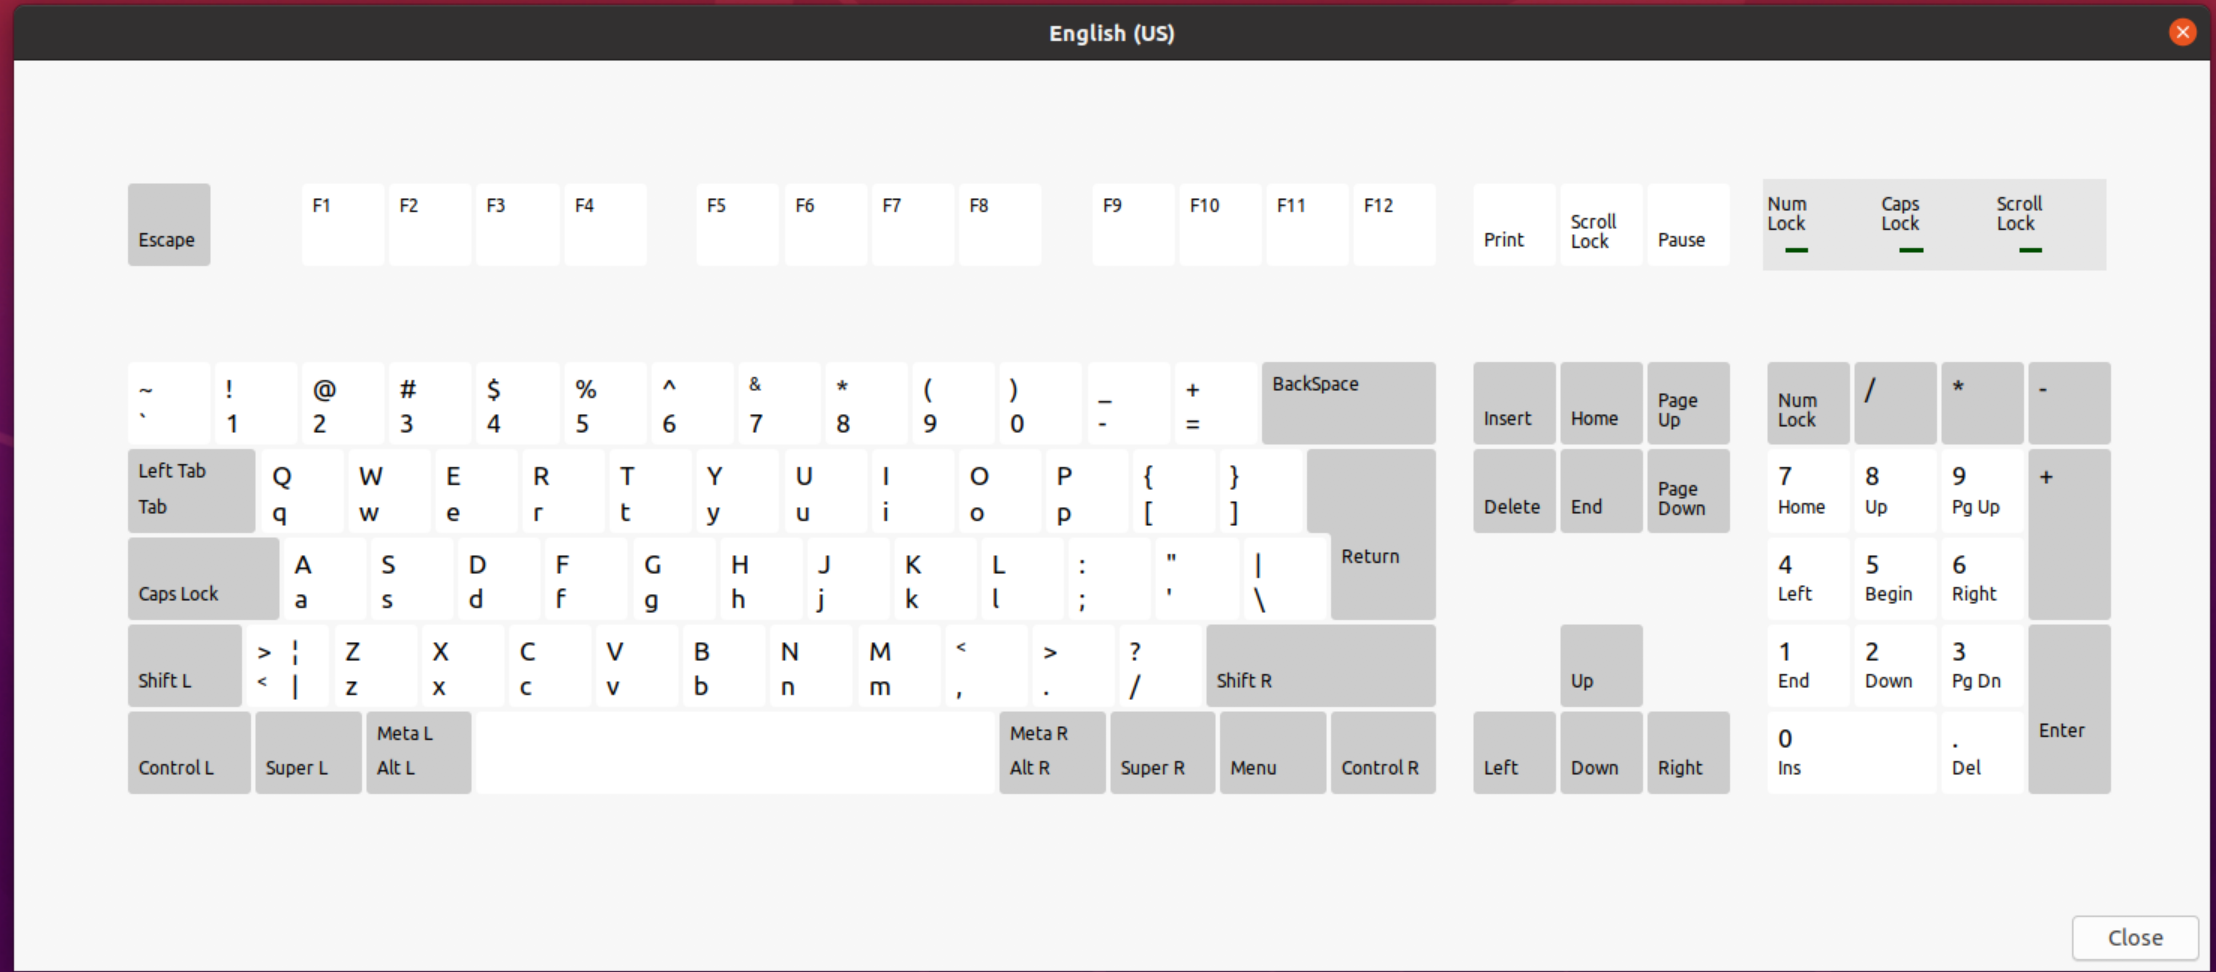 English (US)
Escape F1 F2 F3 F4 F5 F6 F7 F8 F9 F10 F11 F12 Print Scroll Lock Pause Num Lock Caps Lock Scroll Lock
~ ! @ # $ % ^ & * ( ) _ + BackSpace
` 1 2 3 4 5 6 7 8 9 0 - =
Insert Home Page Up Num Lock / * -
Left Tab Q W E R T Y U I O P { }
Tab q w e r t y u i o p [ ]
Delete End Page Down 7 8 9 +
Home Up Pg Up
A S D F G H J K L : " | Return
Caps Lock a s d f g h j k l ; ' \
4 5 6
Left Begin Right
> ¦ Z X C V B N M < > ?
Shift L < | z x c v b n m , . / Shift R
Up 1 2 3
End Down Pg Dn
Meta L Meta R
Control L Super L Alt L Alt R Super R Menu Control R
Left Down Right 0 . Enter
Ins Del
Close